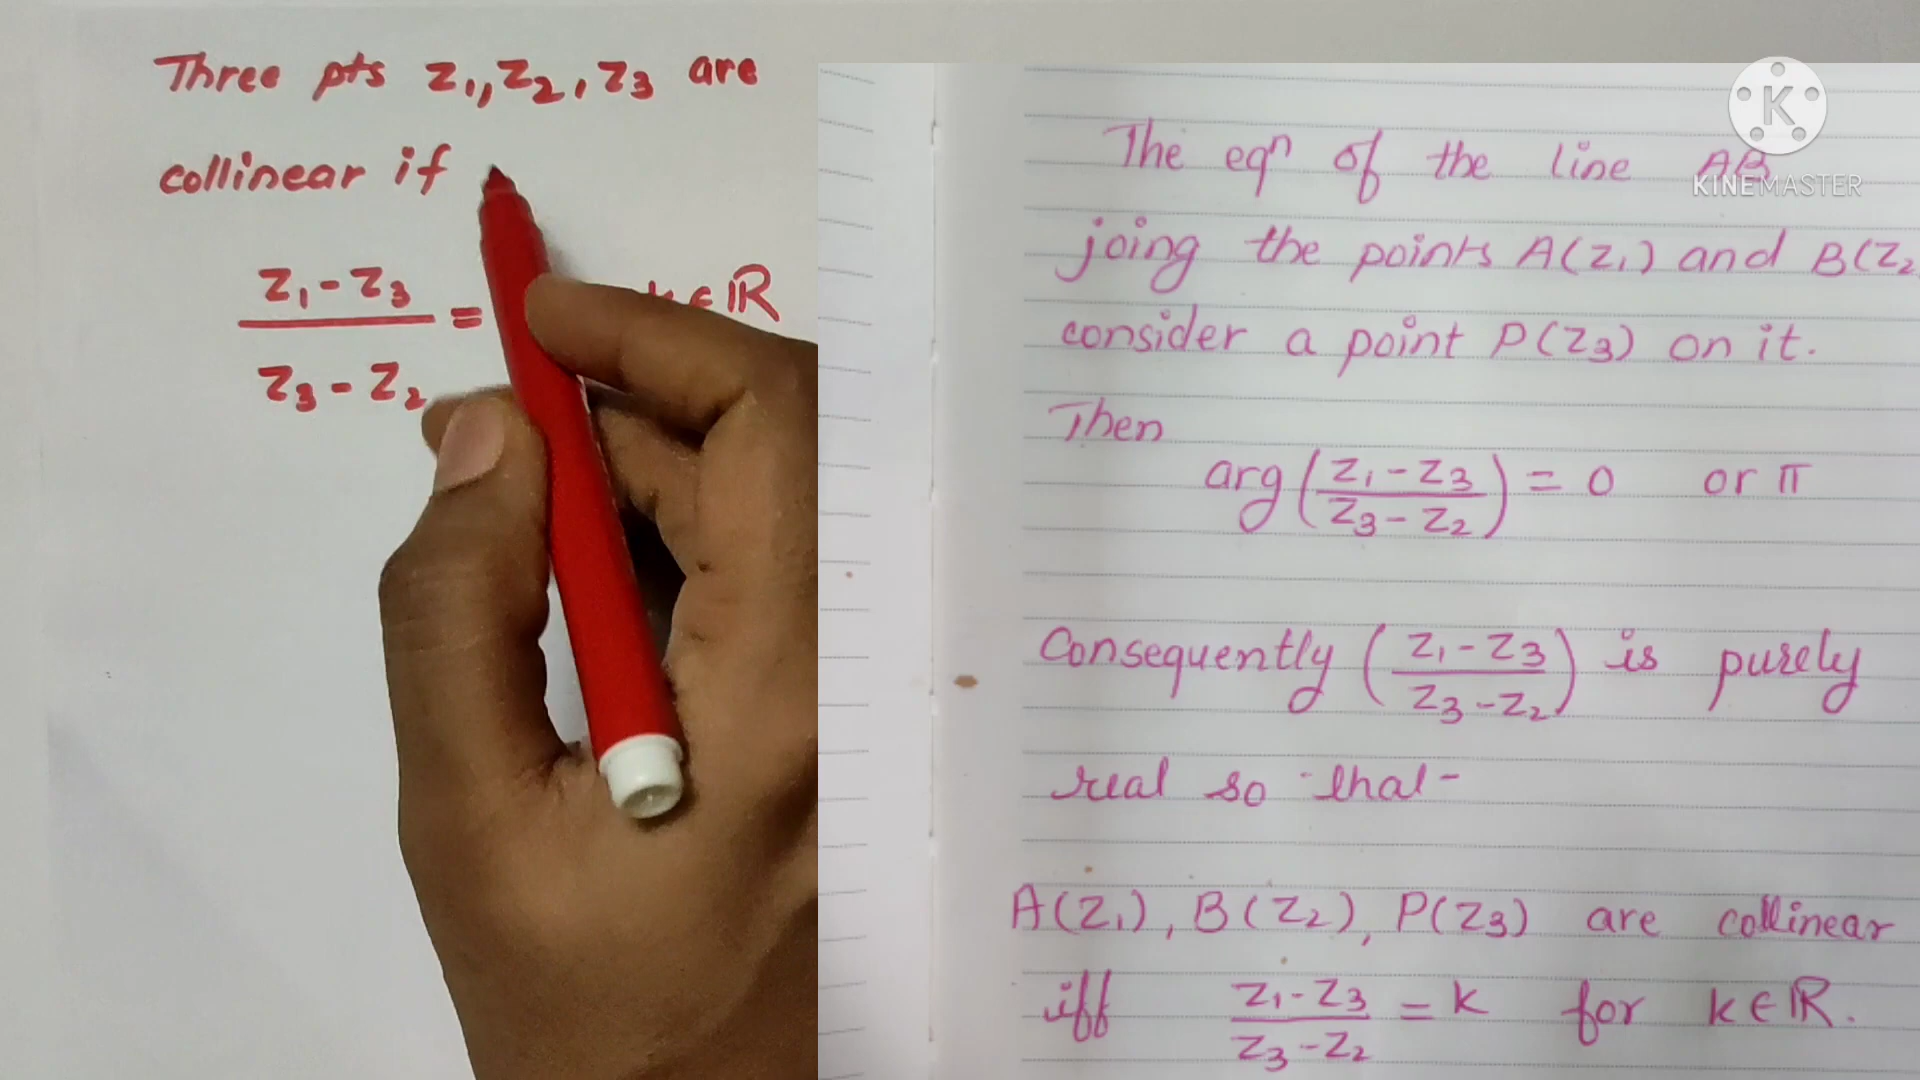 Three pts z₁, z₂, z₃ are
collinear if
z₁ - z₃
=
z₃ - z₂
k ∈ ℝ
K
KINEMASTER
The eqⁿ of the line AB
joing the points A(z₁) and B(z₂
consider a point P(z₃) on it.
Then
arg((z₁ - z₃)/(z₃ - z₂)) = 0 or π
Consequently ((z₁ - z₃)/(z₃ - z₂)) is purely
real so that
A(z₁), B(z₂), P(z₃) are collinear
iff (z₁ - z₃)/(z₃ - z₂) = k for k ∈ ℝ.